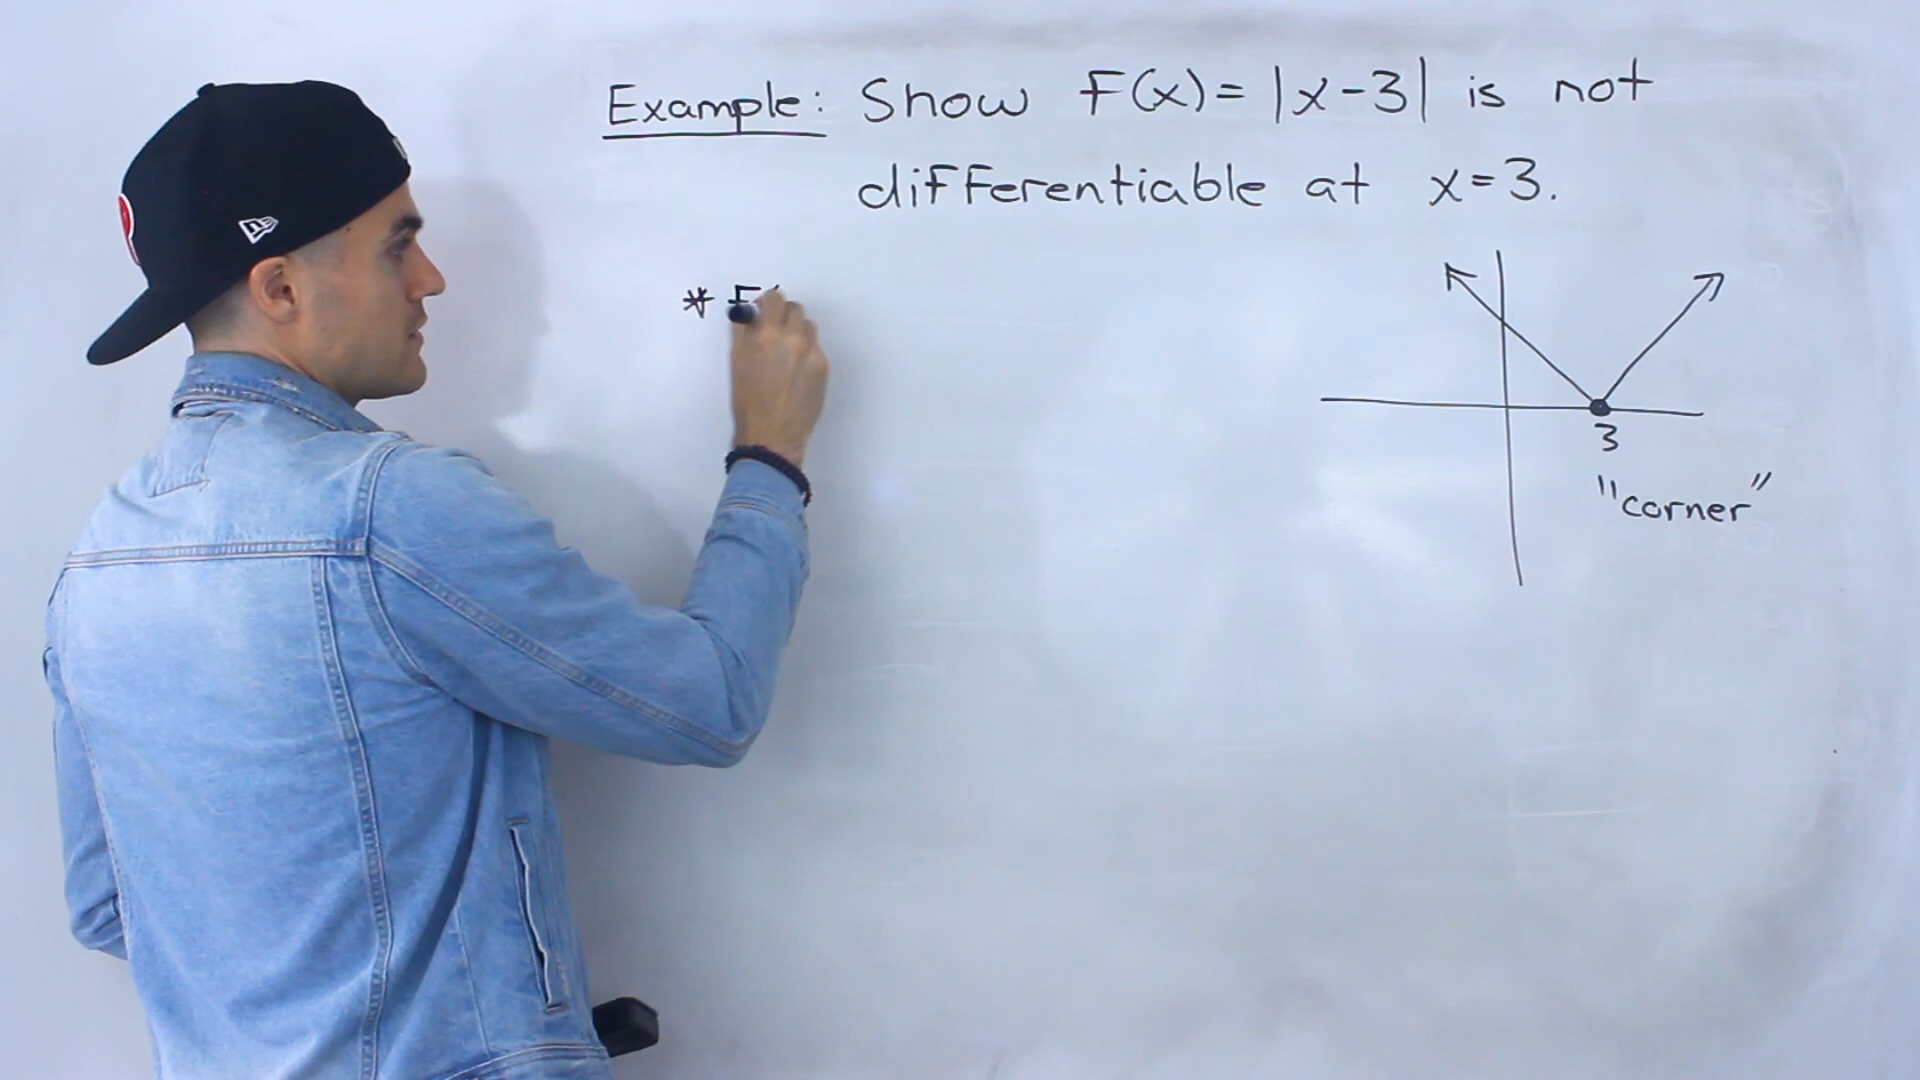 Example: Show F(x) = |x-3| is not
differentiable at x=3.
* F(
3
"corner"